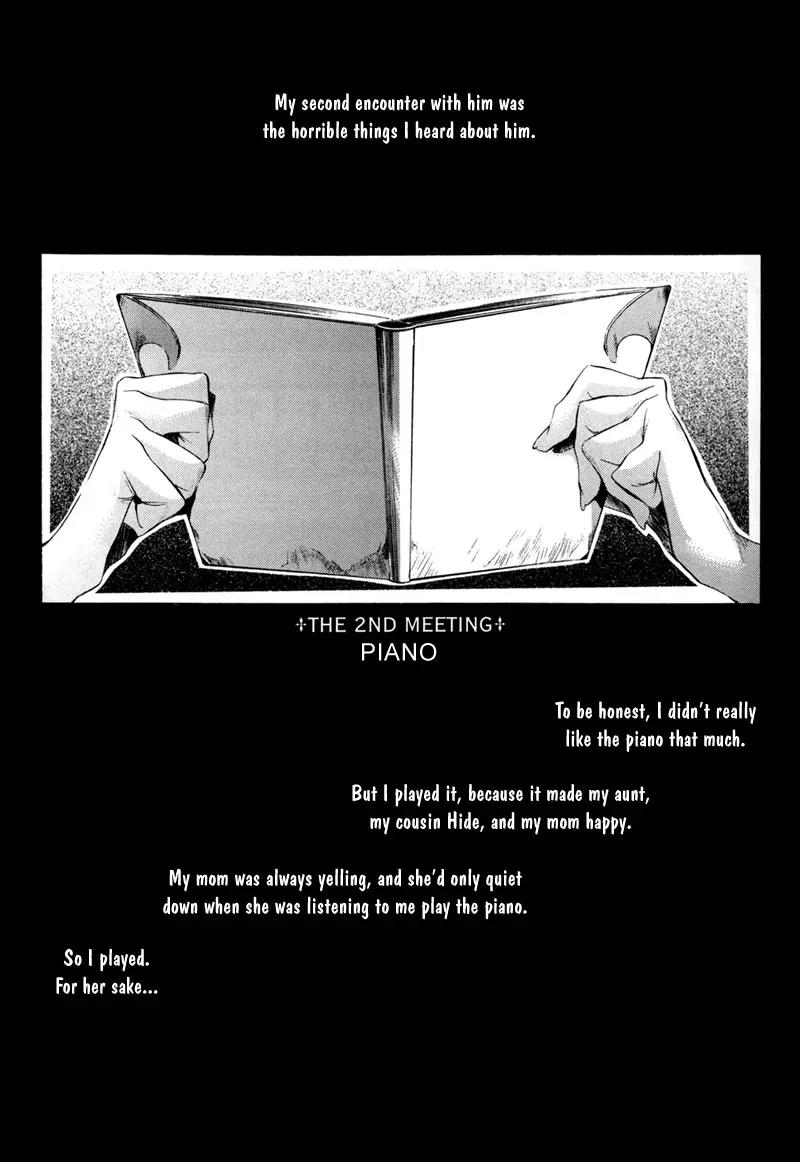 My second encounter with him was
the horrible things I heard about him.
✢THE 2ND MEETING✢
PIANO
To be honest, I didn't really
like the piano that much.
But I played it, because it made my aunt,
my cousin Hide, and my mom happy.
My mom was always yelling, and she'd only quiet
down when she was listening to me play the piano.
So I played.
For her sake...